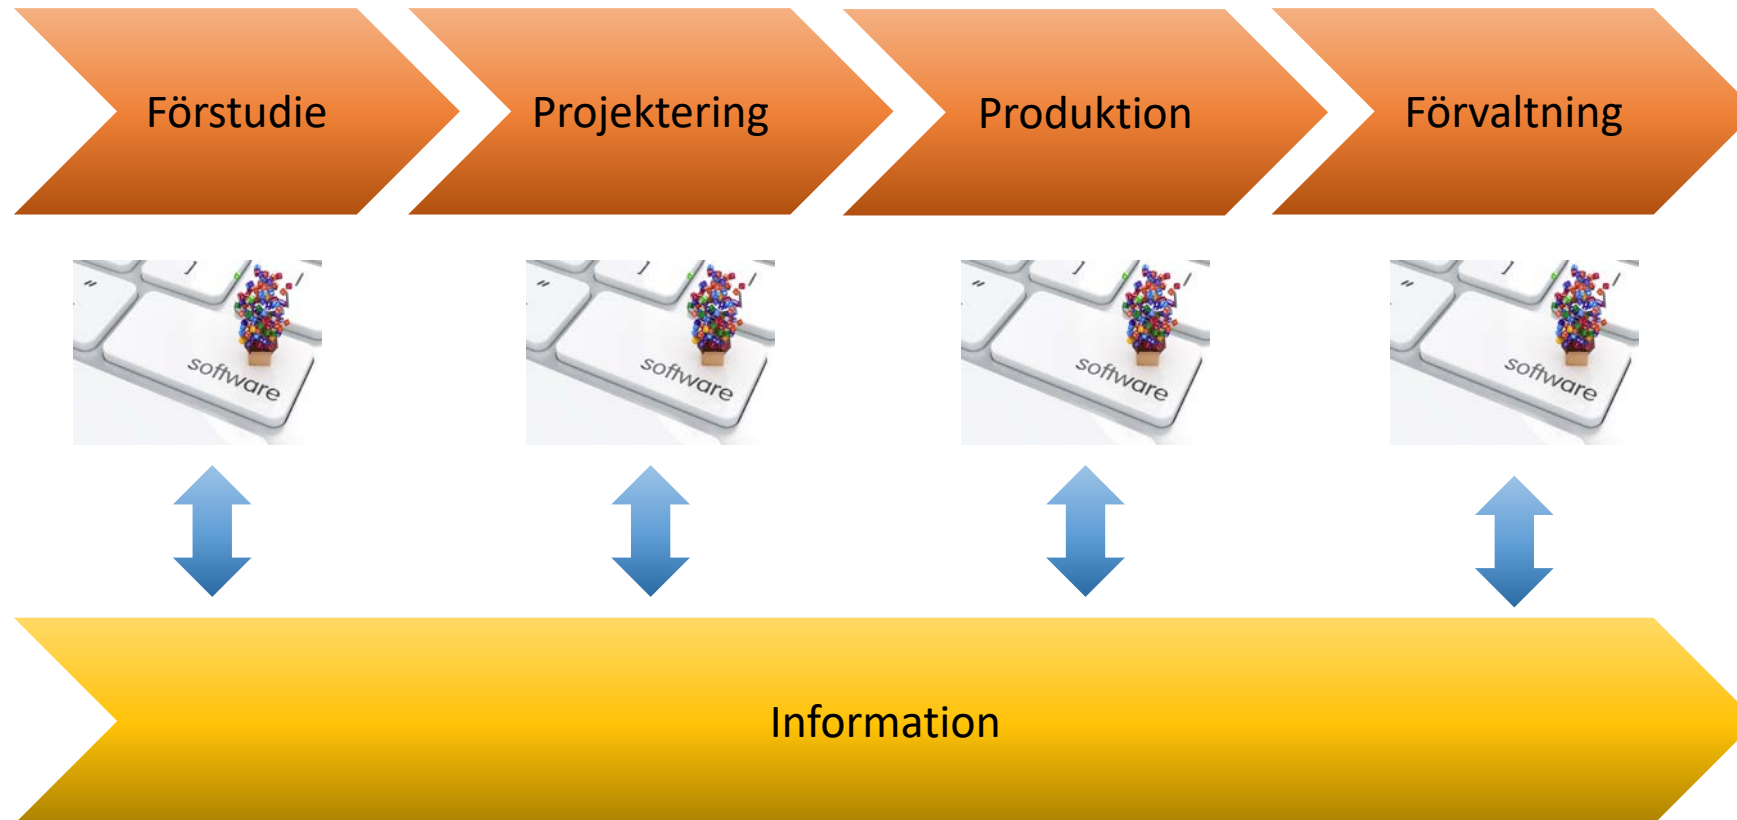 Förstudie
Projektering
Produktion
Förvaltning
software
software
software
software
Information